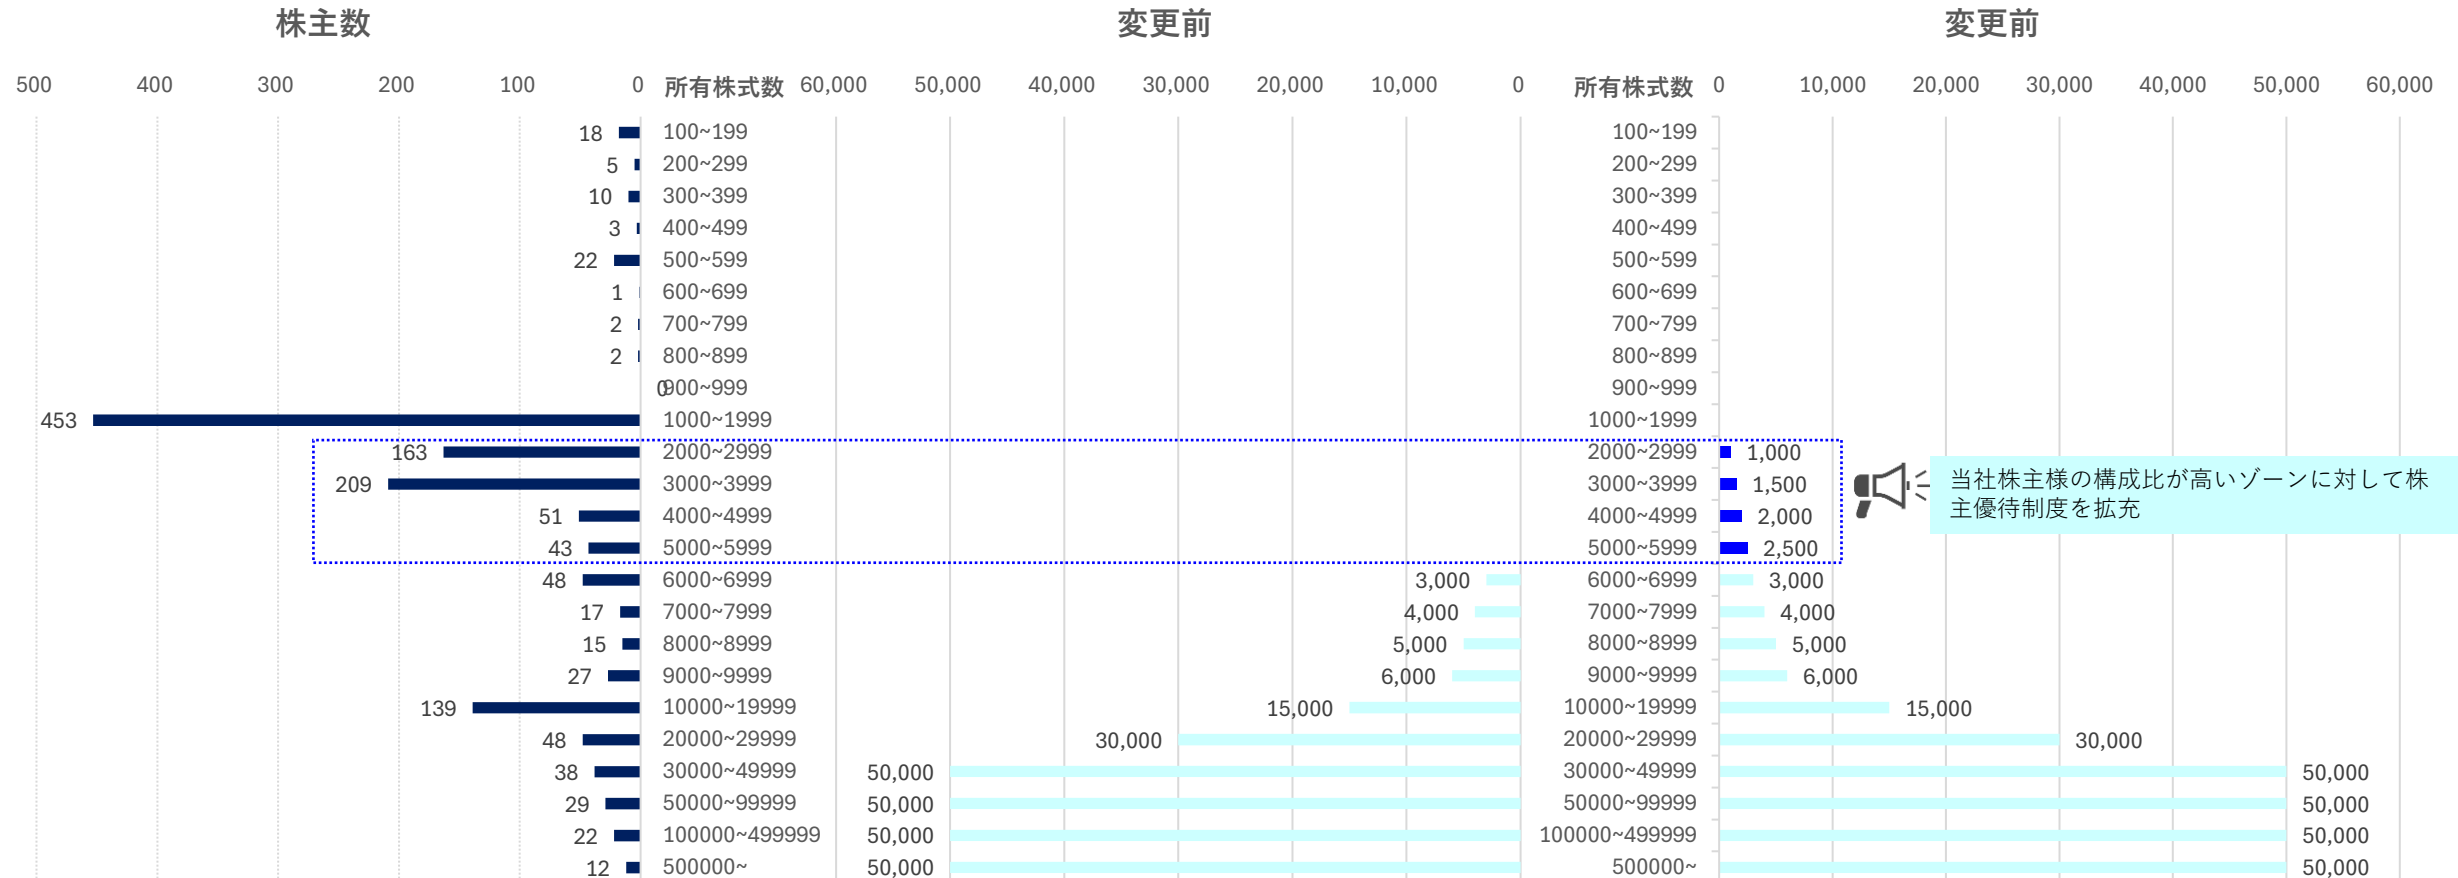 株主数 変更前 変更前
500 400 300 200 100 0 所有株式数 60,000 50,000 40,000 30,000 20,000 10,000 0 所有株式数 0 10,000 20,000 30,000 40,000 50,000 60,000
18 100~199 100~199
5 200~299 200~299
10 300~399 300~399
3 400~499 400~499
22 500~599 500~599
1 600~699 600~699
2 700~799 700~799
2 800~899 800~899
0 900~999 900~999
453 1000~1999 1000~1999
163 2000~2999 2000~2999 1,000
209 3000~3999 3000~3999 1,500
51 4000~4999 4000~4999 2,000
43 5000~5999 5000~5999 2,500
当社株主様の構成比が高いゾーンに対して株
主優待制度を拡充
48 6000~6999 3,000 6000~6999 3,000
17 7000~7999 4,000 7000~7999 4,000
15 8000~8999 5,000 8000~8999 5,000
27 9000~9999 6,000 9000~9999 6,000
139 10000~19999 15,000 10000~19999 15,000
48 20000~29999 30,000 20000~29999 30,000
38 30000~49999 50,000 30000~49999 50,000
29 50000~99999 50,000 50000~99999 50,000
22 100000~499999 50,000 100000~499999 50,000
12 500000~ 50,000 500000~ 50,000